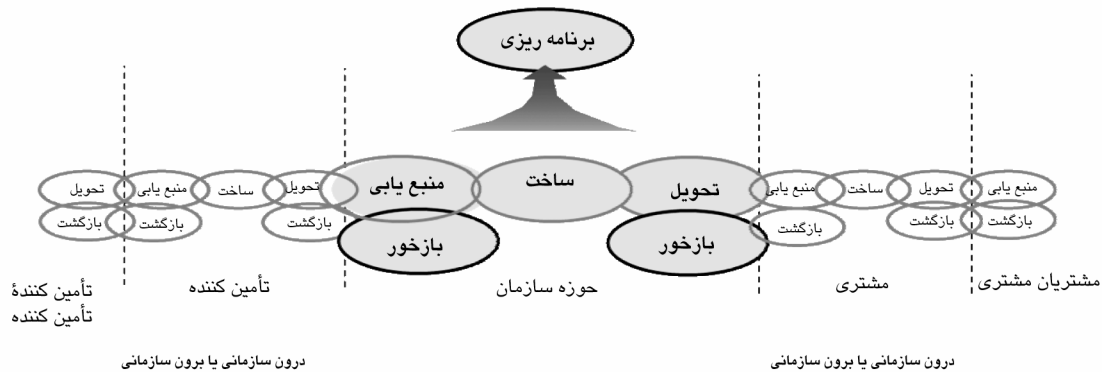 برنامه ریزی
مشتریان مشتری
منبع یابی
بازگشت
مشتری
تحویل
ساخت
منبع یابی
بازگشت
بازگشت
حوزه سازمان
تحویل
ساخت
منبع یابی
بازخور
بازخور
تأمین کننده
تحویل
ساخت
منبع یابی
بازگشت
بازگشت
تأمین کنندۀ
تأمین کننده
تحویل
بازگشت
درون سازمانی یا برون سازمانی
درون سازمانی یا برون سازمانی